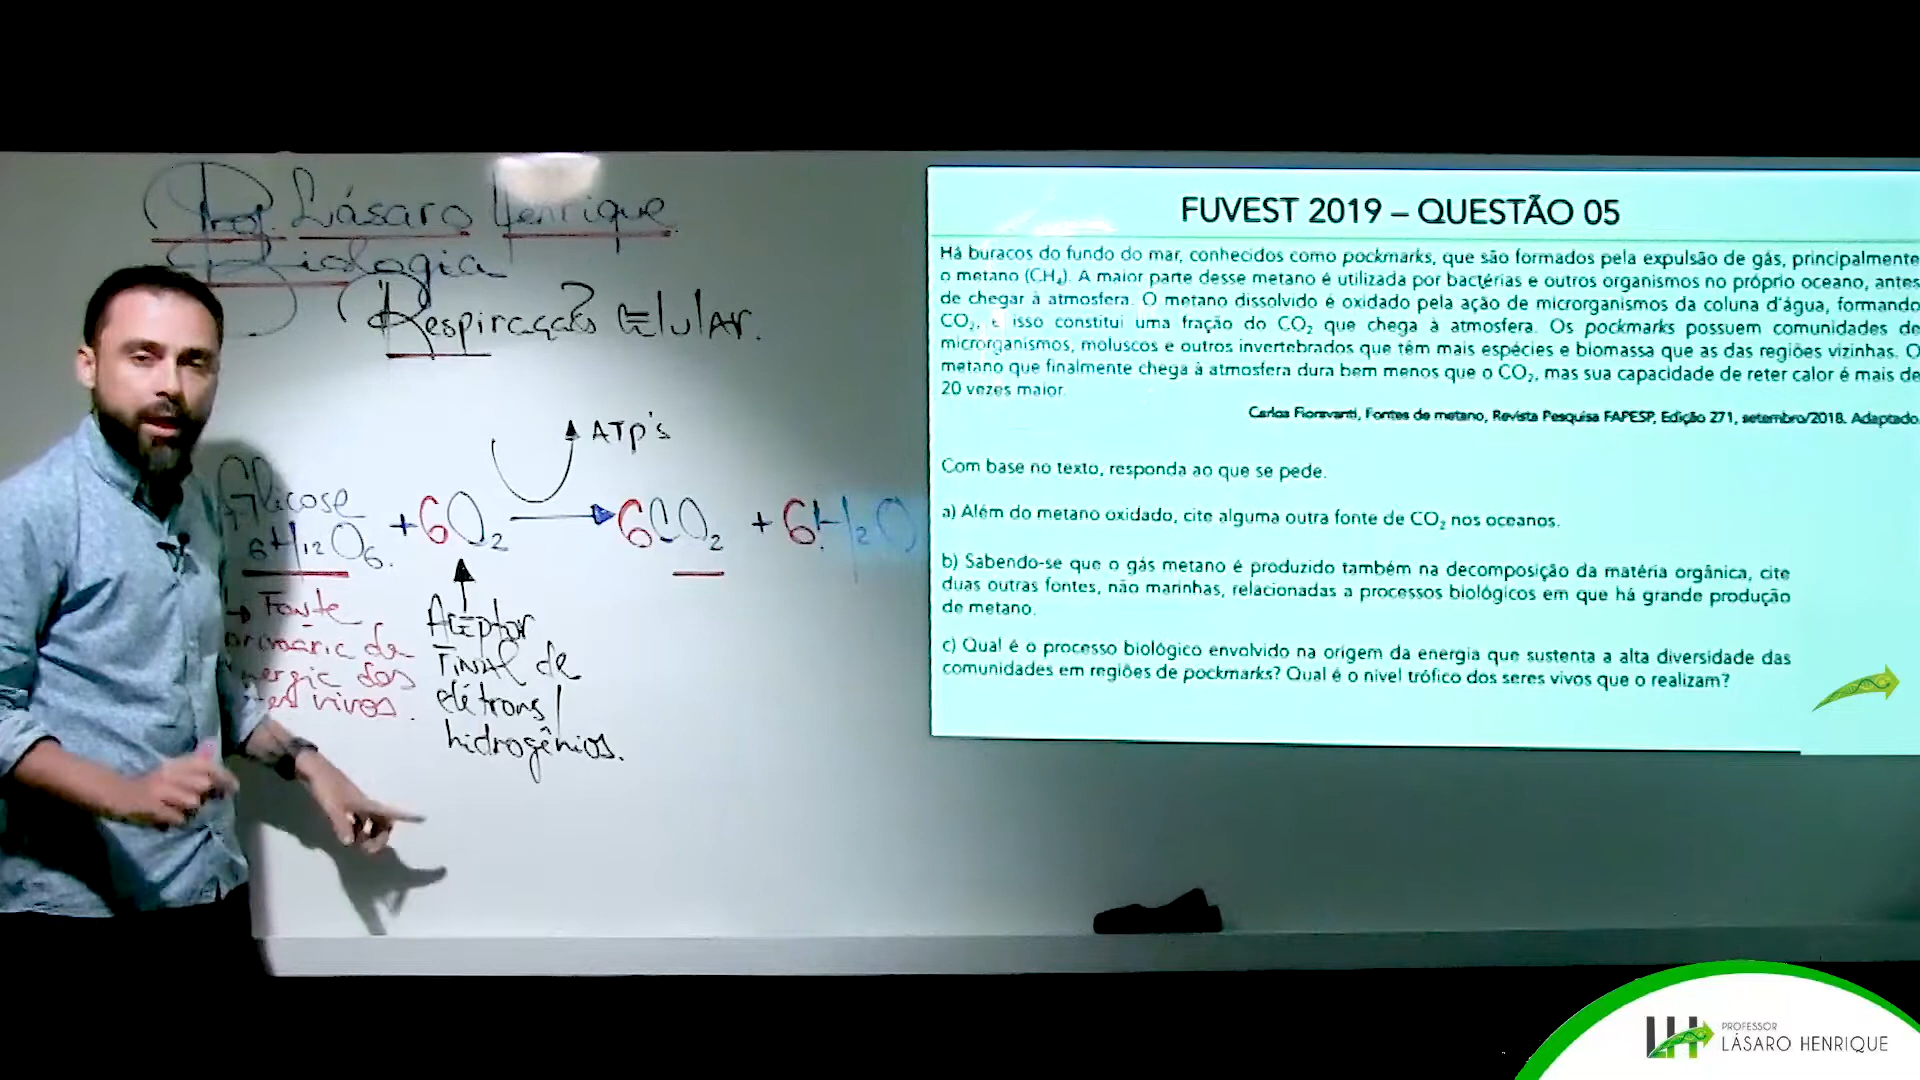 Prof. Lásaro Henrique
Biologia
Respiração Celular.
ATP's
Glicose
6H12O6. + 6O2 → 6CO2 + 6H2O
↳ Fonte
de
dos
vivos.
Aceptor
Final de
elétrons/
hidrogênios.
FUVEST 2019 – QUESTÃO 05
Há buracos do fundo do mar, conhecidos como pockmarks, que são formados pela expulsão de gás, principalmente
o metano (CH4). A maior parte desse metano é utilizada por bactérias e outros organismos no próprio oceano, antes
de chegar à atmosfera. O metano dissolvido é oxidado pela ação de microrganismos da coluna d'água, formando
CO2, e isso constitui uma fração do CO2 que chega à atmosfera. Os pockmarks possuem comunidades de
microrganismos, moluscos e outros invertebrados que têm mais espécies e biomassa que as das regiões vizinhas. O
metano que finalmente chega à atmosfera dura bem menos que o CO2, mas sua capacidade de reter calor é mais de
20 vezes maior.
Carlos Fioravanti, Fontes de metano, Revista Pesquisa FAPESP, Edição 271, setembro/2018. Adaptado.
Com base no texto, responda ao que se pede.
a) Além do metano oxidado, cite alguma outra fonte de CO2 nos oceanos.
b) Sabendo-se que o gás metano é produzido também na decomposição da matéria orgânica, cite
duas outras fontes, não marinhas, relacionadas a processos biológicos em que há grande produção
de metano.
c) Qual é o processo biológico envolvido na origem da energia que sustenta a alta diversidade das
comunidades em regiões de pockmarks? Qual é o nível trófico dos seres vivos que o realizam?
LH PROFESSOR
LÁSARO HENRIQUE